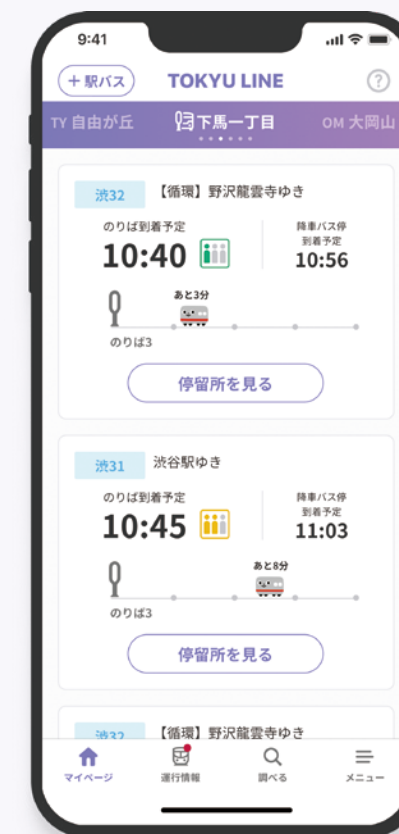 9:41
+ 駅バス TOKYU LINE ?
TY 自由が丘 下馬一丁目 OM 大岡山
渋32 【循環】野沢龍雲寺ゆき
のりば到着予定 降車バス停
到着予定
10:40 10:56
あと3分
のりば3
停留所を見る
渋31 渋谷駅ゆき
のりば到着予定 降車バス停
到着予定
10:45 11:03
あと8分
のりば3
停留所を見る
渋32 【循環】野沢龍雲寺ゆき
マイページ 運行情報 調べる メニュー